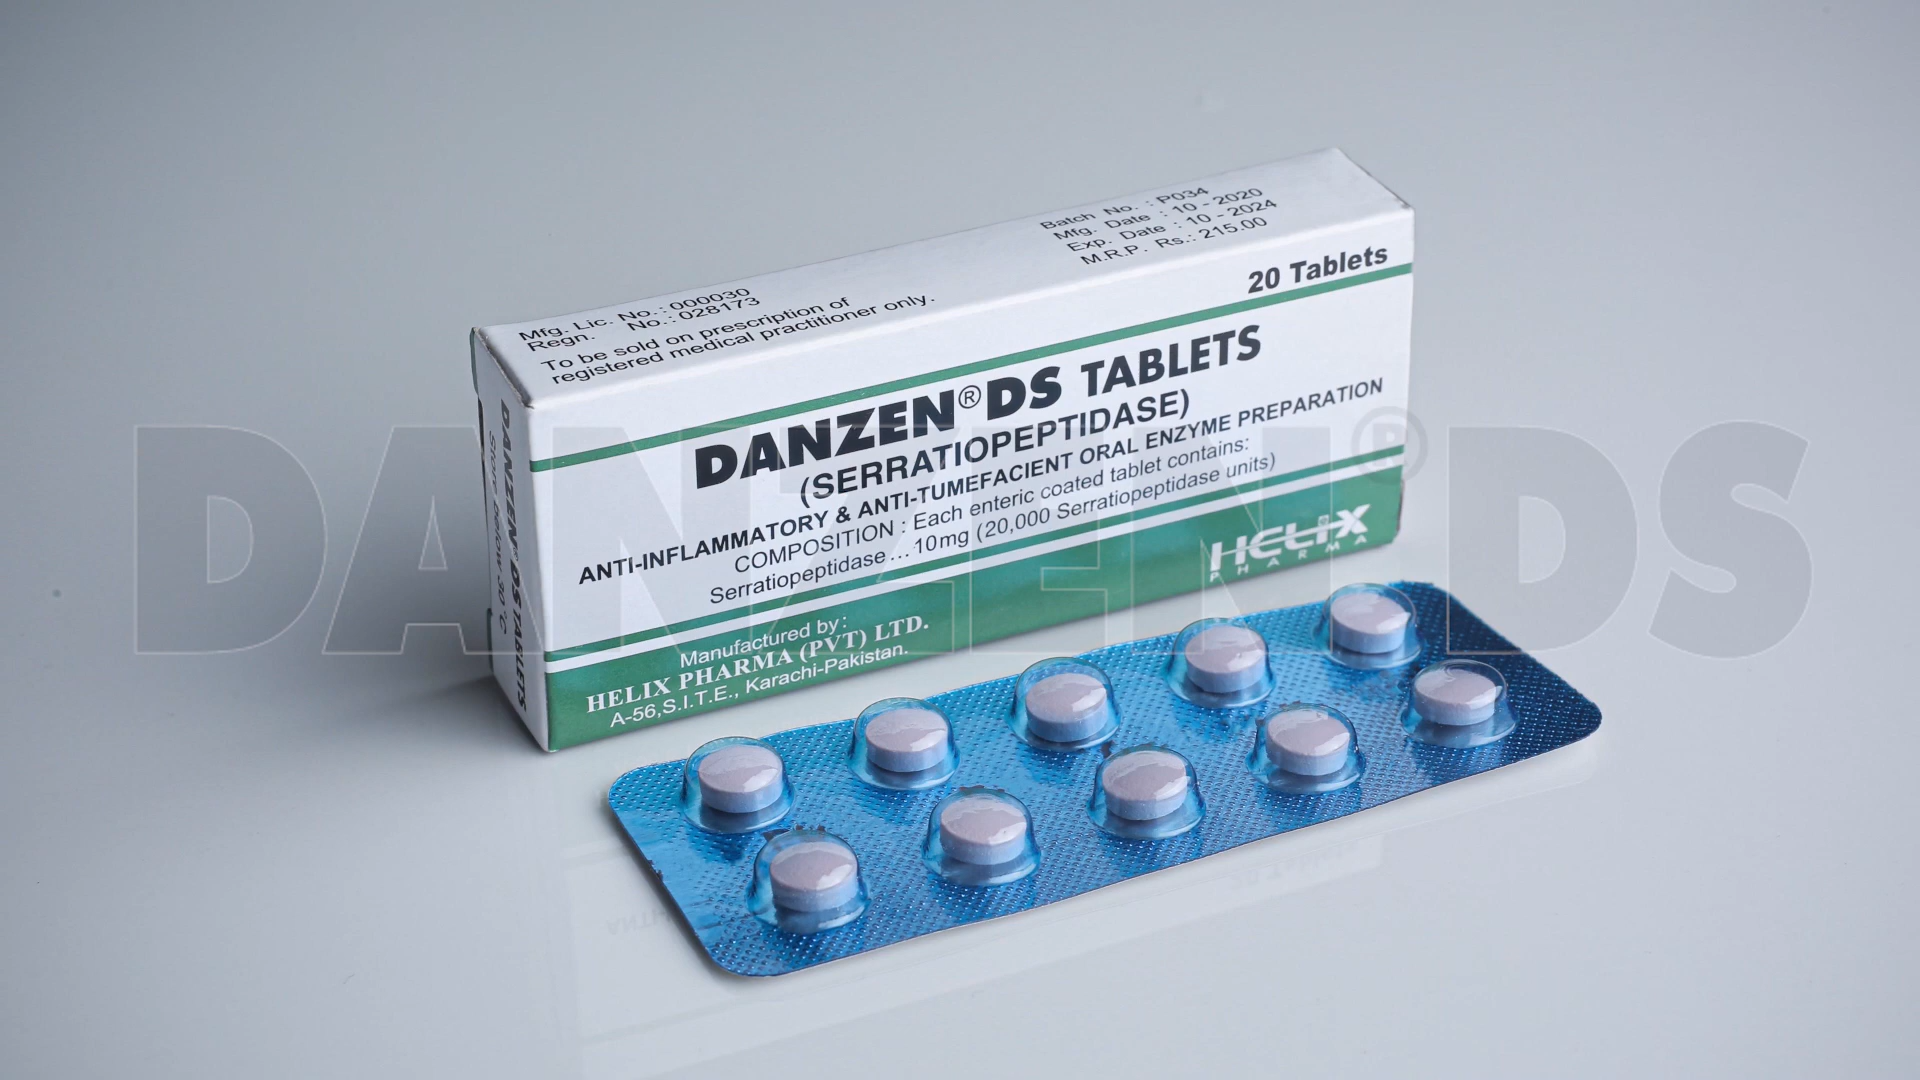 Mfg. Lic. No.: 000030
Regn. No.: 028173
To be sold on prescription of
registered medical practitioner only.
Batch No. : P034
Mfg. Date : 10 - 2020
Exp. Date : 10 - 2024
M.R.P. Rs.: 215.00
20 Tablets
DANZEN® DS TABLETS
(SERRATIOPEPTIDASE)
ANTI-INFLAMMATORY & ANTI-TUMEFACIENT ORAL ENZYME PREPARATION
COMPOSITION : Each enteric coated tablet contains:
Serratiopeptidase ... 10mg (20,000 Serratiopeptidase units)
Manufactured by:
HELIX PHARMA (PVT) LTD.
A-56,S.I.T.E., Karachi-Pakistan.
HELIX®
PHARMA
DANZEN® DS TABLETS
Store below 30°C
DANZEN® DS